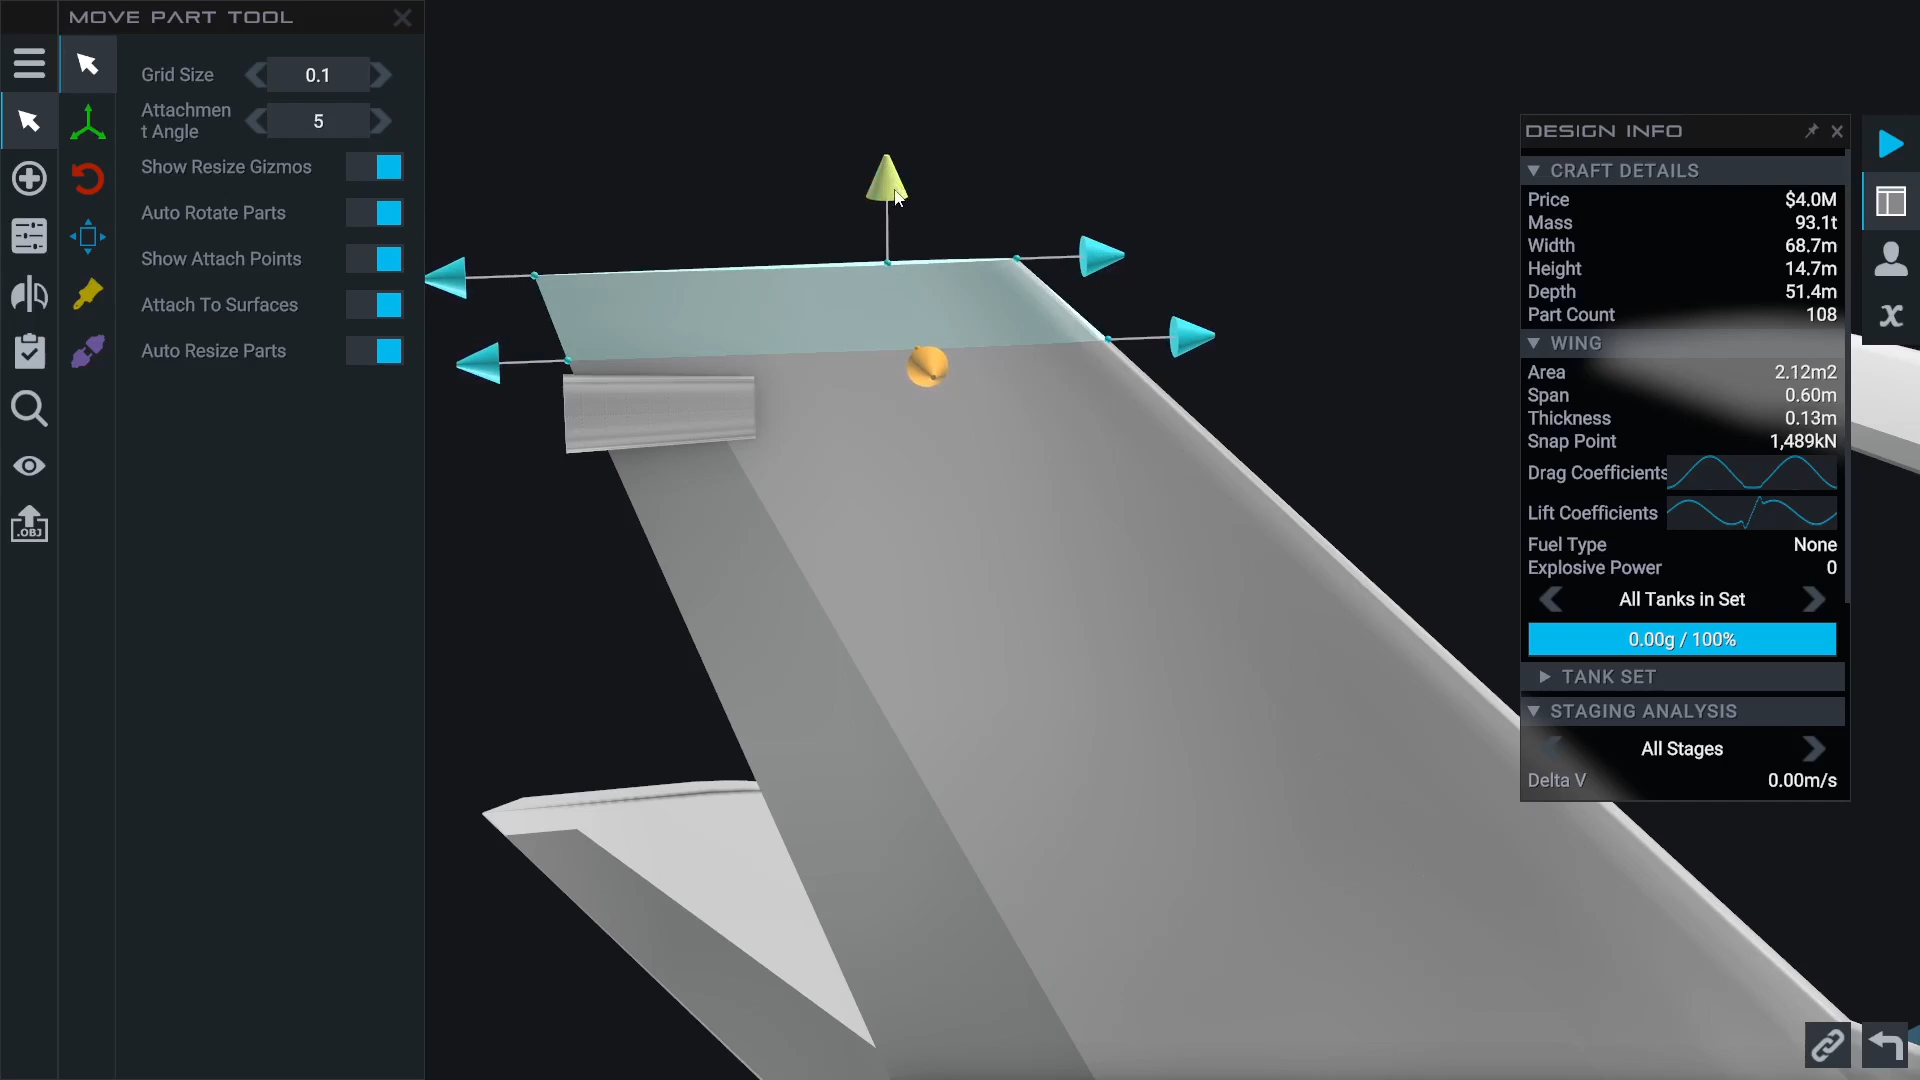 MOVE PART TOOL
Grid Size 0.1
Attachmen
t Angle 5
Show Resize Gizmos
Auto Rotate Parts
Show Attach Points
Attach To Surfaces
Auto Resize Parts
.OBJ
DESIGN INFO
CRAFT DETAILS
Price $4.0M
Mass 93.1t
Width 68.7m
Height 14.7m
Depth 51.4m
Part Count 108
WING
Area 2.12m2
Span 0.60m
Thickness 0.13m
Snap Point 1,489kN
Drag Coefficients
Lift Coefficients
Fuel Type None
Explosive Power 0
All Tanks in Set
0.00g / 100%
TANK SET
STAGING ANALYSIS
All Stages
Delta V 0.00m/s
x